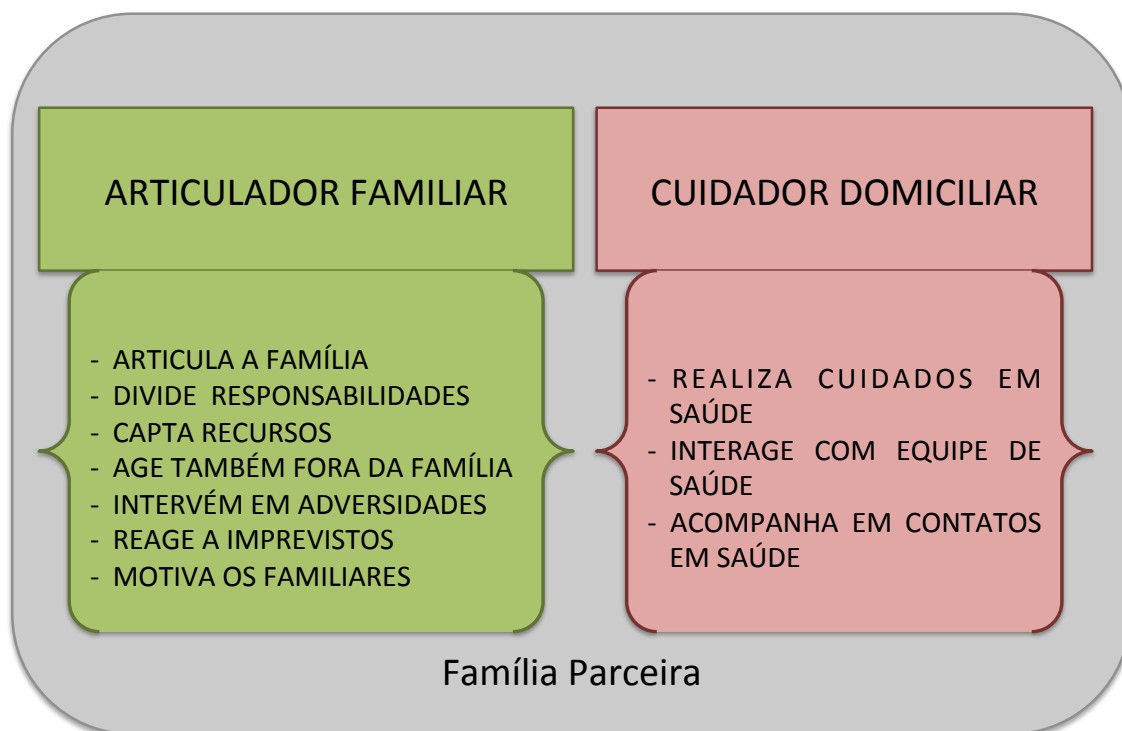 ARTICULADOR FAMILIAR
- ARTICULA A FAMÍLIA
- DIVIDE RESPONSABILIDADES
- CAPTA RECURSOS
- AGE TAMBÉM FORA DA FAMÍLIA
- INTERVÉM EM ADVERSIDADES
- REAGE A IMPREVISTOS
- MOTIVA OS FAMILIARES
CUIDADOR DOMICILIAR
- REALIZA CUIDADOS EM
SAÚDE
- INTERAGE COM EQUIPE DE
SAÚDE
- ACOMPANHA EM CONTATOS
EM SAÚDE
Família Parceira